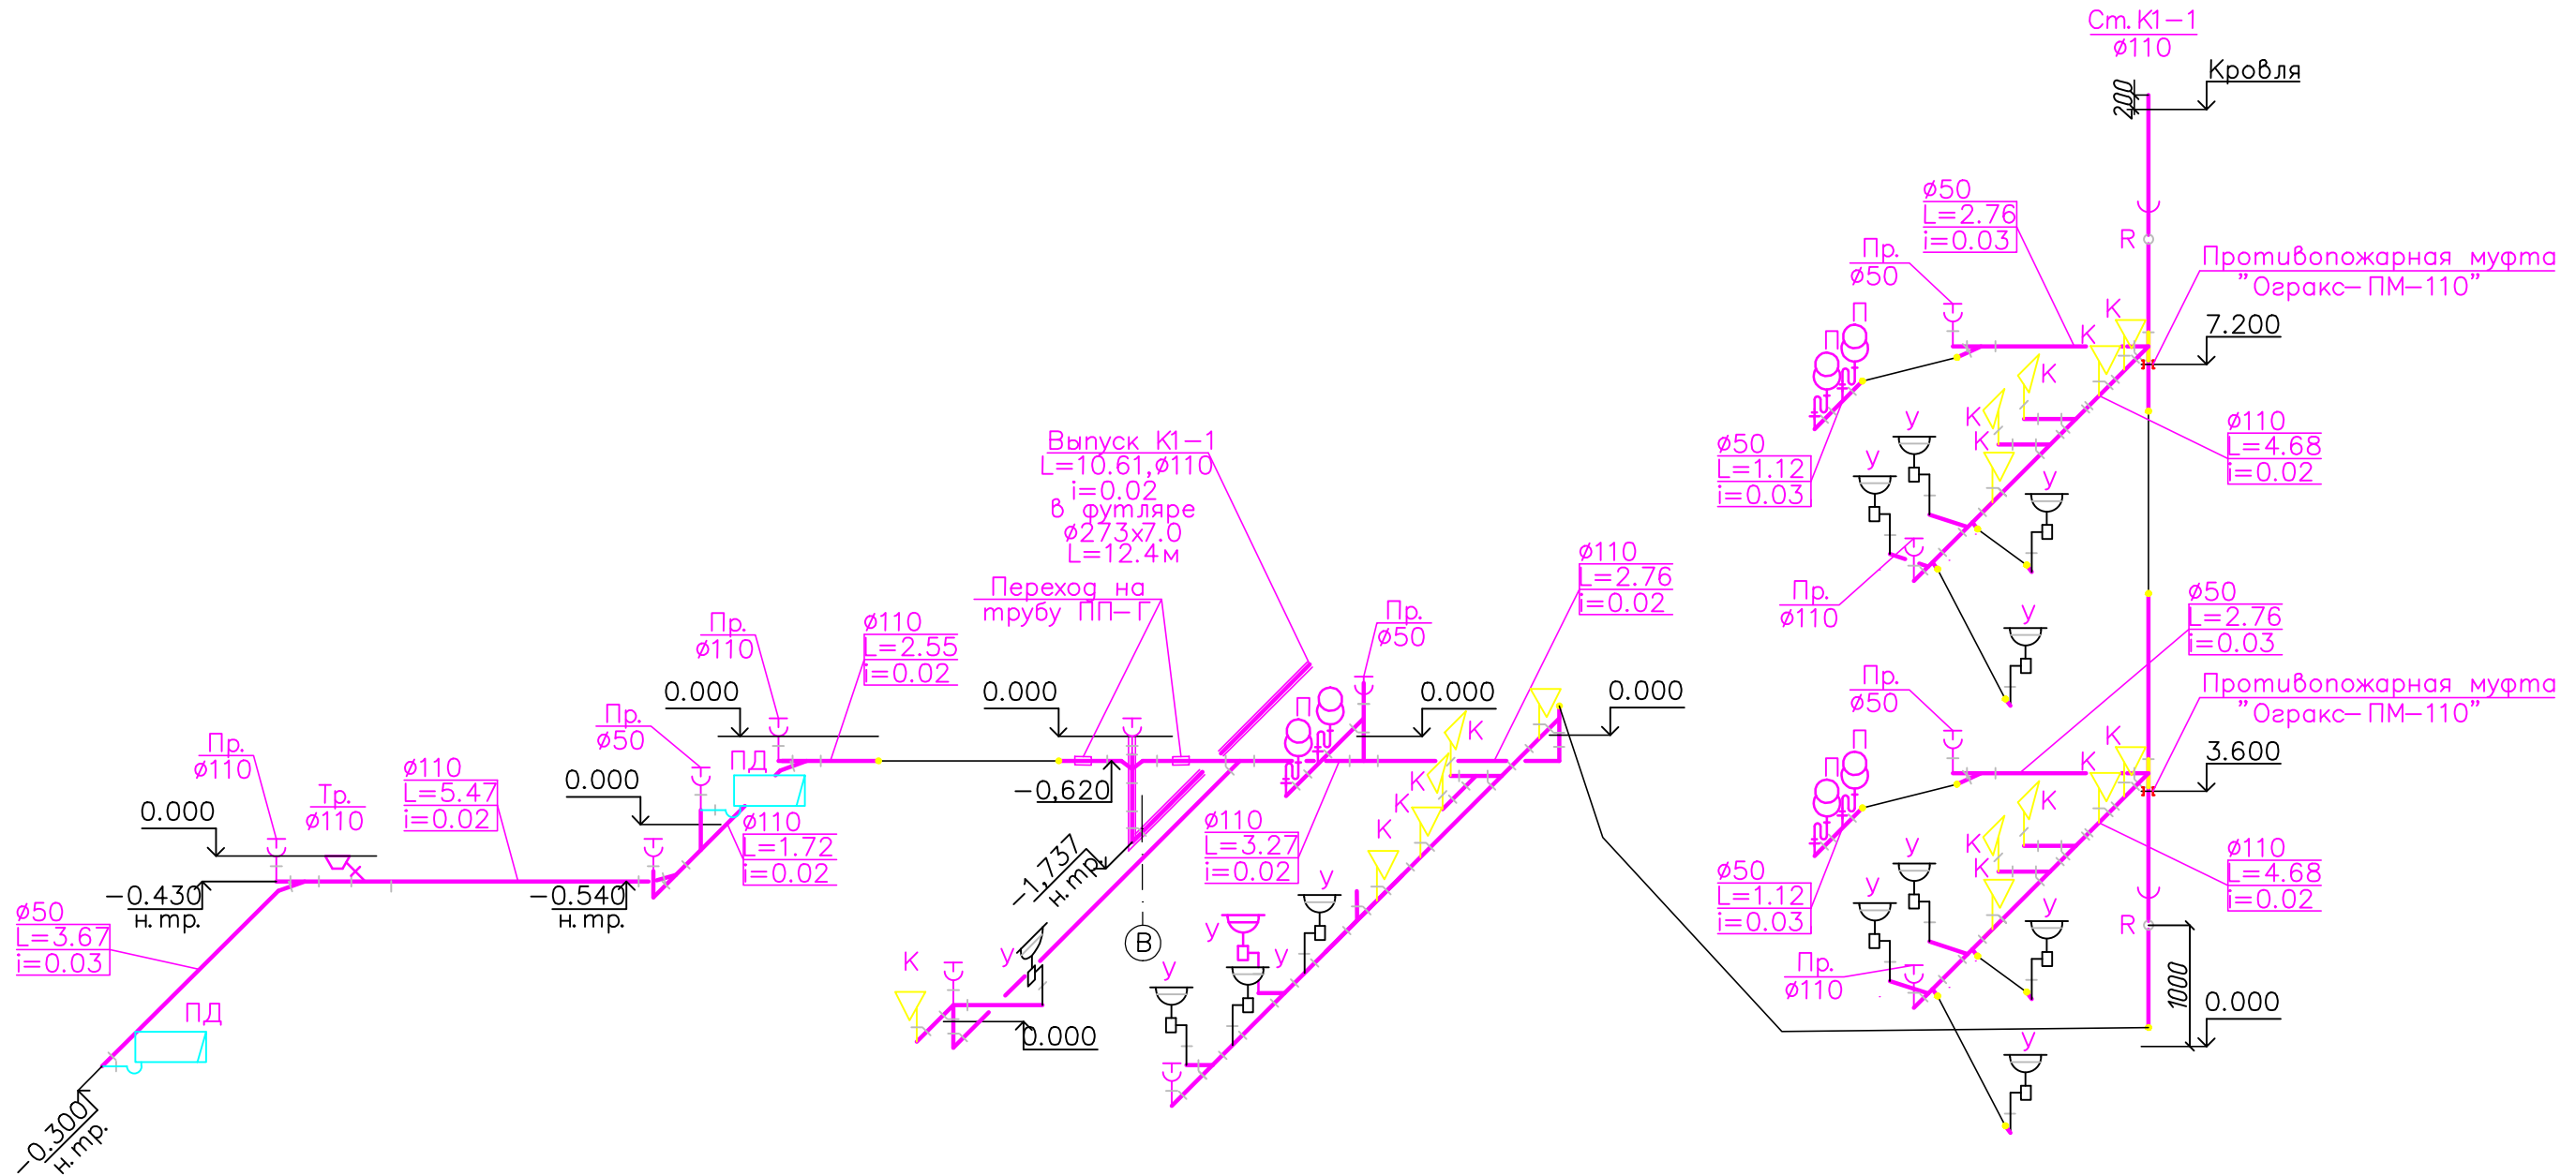 Ст. К1-1
ø110
Кровля
200
ø50
L=2.76
i=0.03
R
Пр.
ø50
Противопожарная муфта
"Огракс-ПМ-110"
П
П
К
К
7.200
К
К
К
У
ø50
L=1.12
i=0.03
ø110
L=4.68
i=0.02
У
У
Пр.
ø110
У
Выпуск К1-1
L=10.61,ø110
i=0.02
в футляре
ø273х7.0
L=12.4м
Переход на
трубу ПП-Г
ø110
L=2.76
i=0.02
Пр.
ø50
Пр.
ø110
ø110
L=2.55
i=0.02
0.000
0.000
0.000
0.000
П
К
К
К
К
Пр.
ø50
ПД
0.000
-0,620
Пр.
ø110
0.000
Тр.
ø110
ø110
L=5.47
i=0.02
ø110
L=1.72
i=0.02
ø110
L=3.27
i=0.02
-0.430
н.тр.
-0.540
н.тр.
-1,737
н.тр.
В
ø50
L=3.67
i=0.03
ПД
-0.300
н.тр.
К
У
0.000
У
У
У
У
ø50
L=2.76
i=0.03
Пр.
ø50
Противопожарная муфта
"Огракс-ПМ-110"
П
П
К
К
3.600
К
К
К
У
У
У
ø50
L=1.12
i=0.03
ø110
L=4.68
i=0.02
R
Пр.
ø110
1000
0.000
У